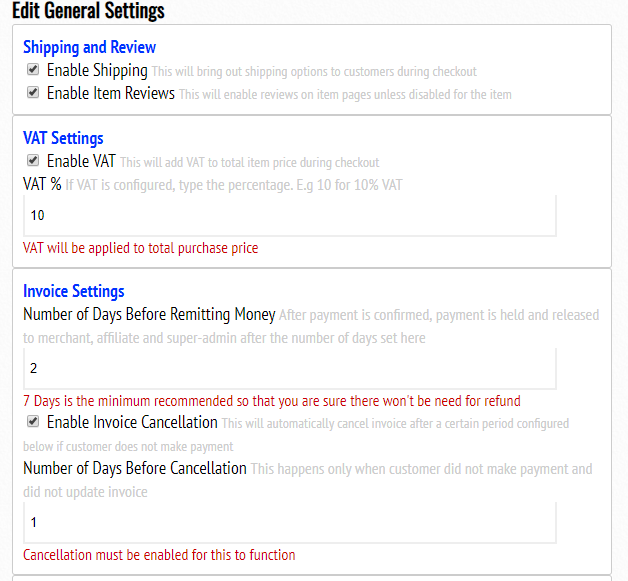 Edit General Settings
Shipping and Review
Enable Shipping This will bring out shipping options to customers during checkout
Enable Item Reviews This will enable reviews on item pages unless disabled for the item
VAT Settings
Enable VAT This will add VAT to total item price during checkout
VAT % If VAT is configured, type the percentage. E.g 10 for 10% VAT
10
VAT will be applied to total purchase price
Invoice Settings
Number of Days Before Remitting Money After payment is confirmed, payment is held and released
to merchant, affiliate and super-admin after the number of days set here
2
7 Days is the minimum recommended so that you are sure there won't be need for refund
Enable Invoice Cancellation This will automatically cancel invoice after a certain period configured
below if customer does not make payment
Number of Days Before Cancellation This happens only when customer did not make payment and
did not update invoice
1
Cancellation must be enabled for this to function